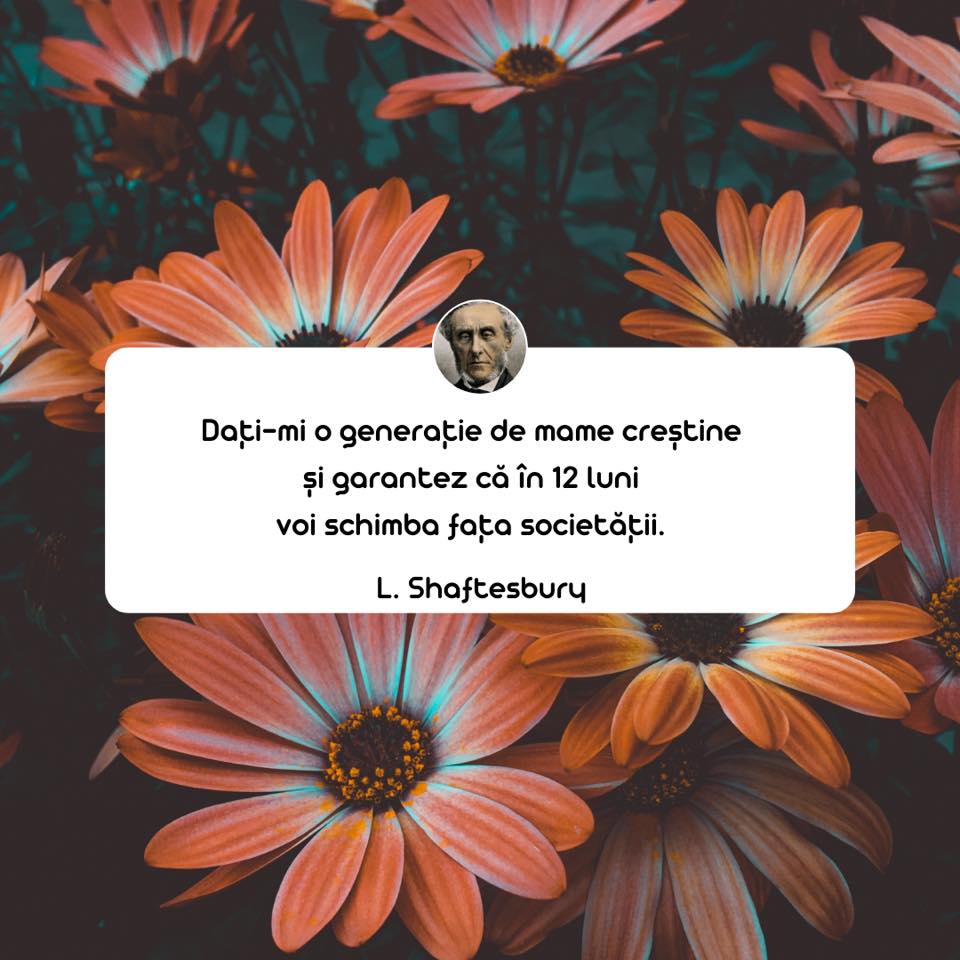 Dați-mi o generație de mame creștine
și garantez că în 12 luni
voi schimba fața societății.
L. Shaftesbury